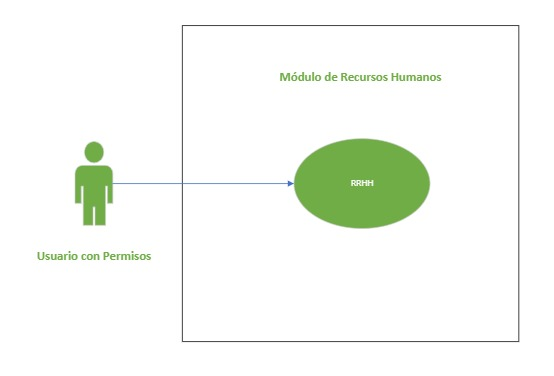 Módulo de Recursos Humanos
RRHH
Usuario con Permisos